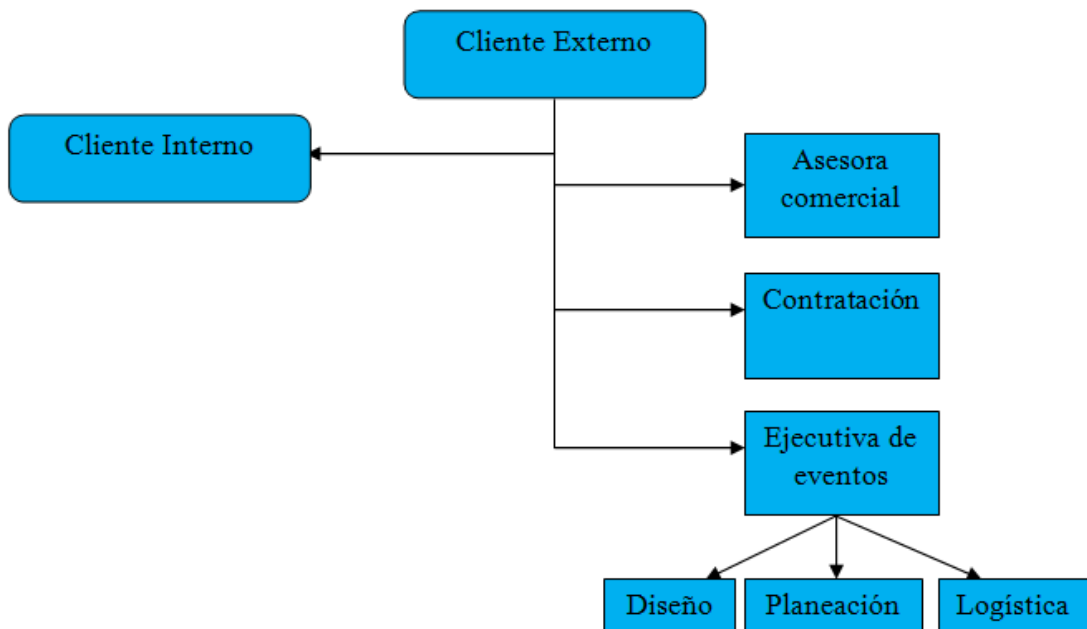 Cliente Externo
Cliente Interno
Asesora
comercial
Contratación
Ejecutiva de
eventos
Diseño
Planeación
Logística